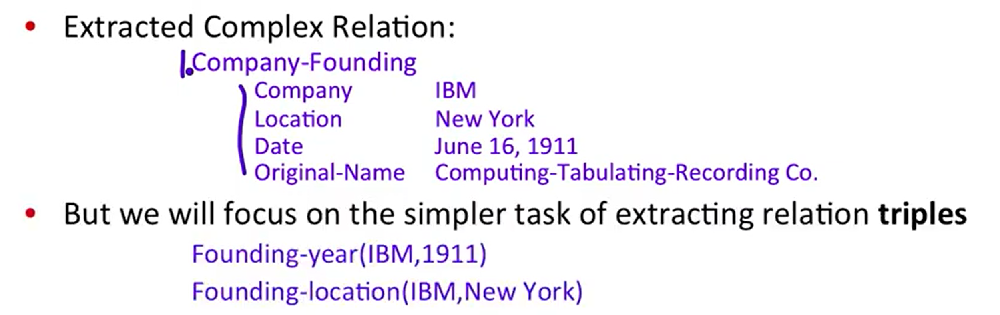 • Extracted Complex Relation:
1.Company-Founding
Company IBM
Location New York
Date June 16, 1911
Original-Name Computing-Tabulating-Recording Co.
• But we will focus on the simpler task of extracting relation triples
Founding-year(IBM,1911)
Founding-location(IBM,New York)